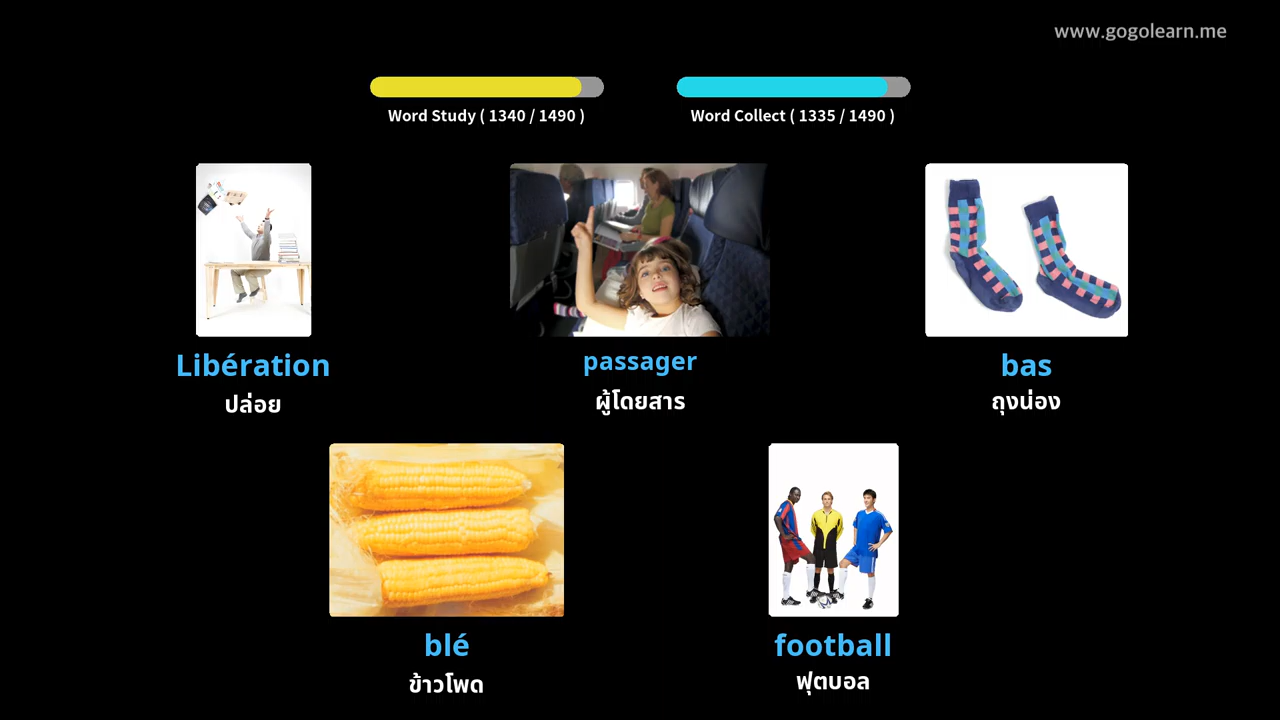 www.gogolearn.me
Word Study ( 1340 / 1490 )
Word Collect ( 1335 / 1490 )
Libération
ปล่อย
passager
ผู้โดยสาร
bas
ถุงน่อง
blé
ข้าวโพด
football
ฟุตบอล